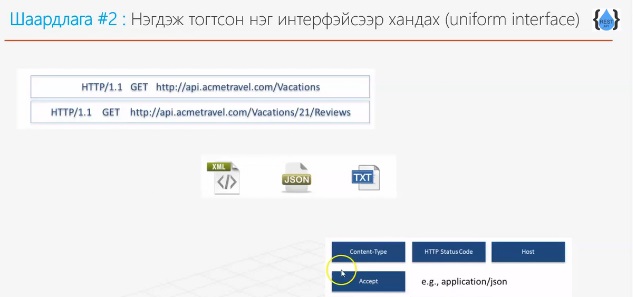 Шаардлага #2 : Нэгдэж тогтсон нэг интерфэйсээр хандах (uniform interface)
{REST}
HTTP/1.1 GET http://api.acmetravel.com/Vacations
HTTP/1.1 GET http://api.acmetravel.com/Vacations/21/Reviews
XML JSON TXT
Content-Type HTTP Status Code Host
Accept e.g., application/json